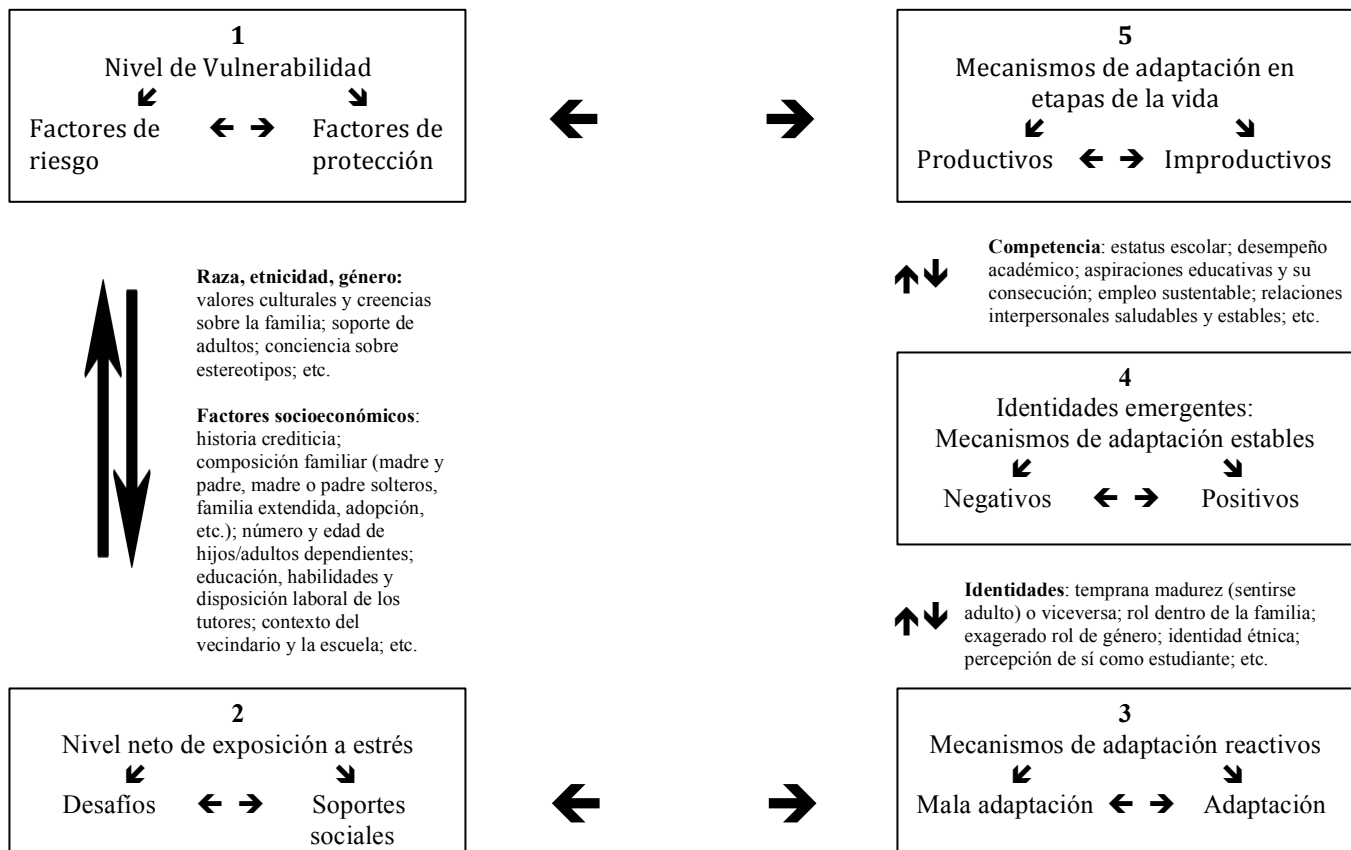 1
Nivel de Vulnerabilidad
Factores de
riesgo
Factores de
protección
5
Mecanismos de adaptación en
etapas de la vida
Productivos
Improductivos
Raza, etnicidad, género:
valores culturales y creencias
sobre la familia; soporte de
adultos; conciencia sobre
estereotipos; etc.
Factores socioeconómicos:
historia crediticia;
composición familiar (madre y
padre, madre o padre solteros,
familia extendida, adopción,
etc.); número y edad de
hijos/adultos dependientes;
educación, habilidades y
disposición laboral de los
tutores; contexto del
vecindario y la escuela; etc.
Competencia: estatus escolar; desempeño
académico; aspiraciones educativas y su
consecución; empleo sustentable; relaciones
interpersonales saludables y estables; etc.
4
Identidades emergentes:
Mecanismos de adaptación estables
Negativos
Positivos
Identidades: temprana madurez (sentirse
adulto) o viceversa; rol dentro de la familia;
exagerado rol de género; identidad étnica;
percepción de sí como estudiante; etc.
2
Nivel neto de exposición a estrés
Desafíos
Soportes
sociales
3
Mecanismos de adaptación reactivos
Mala adaptación
Adaptación